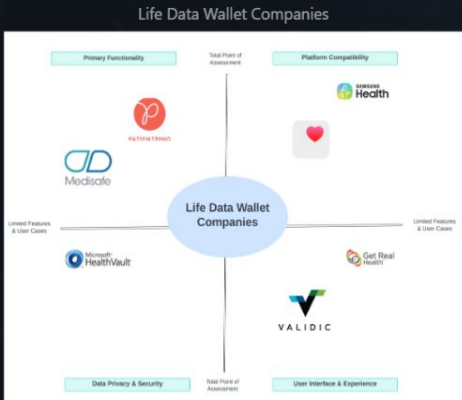 Life Data Wallet Companies
Primary Functionality
Total Point of
Assessment
Platform Compatibility
SAMSUNG
Health
PATIENTPING
Medisafe
Life Data Wallet
Companies
Limited Features
& User Cases
Limited Features
& User Cases
Microsoft
HealthVault
Get Real
Health
VALIDIC
Data Privacy & Security
Total Point of
Assessment
User Interface & Experience